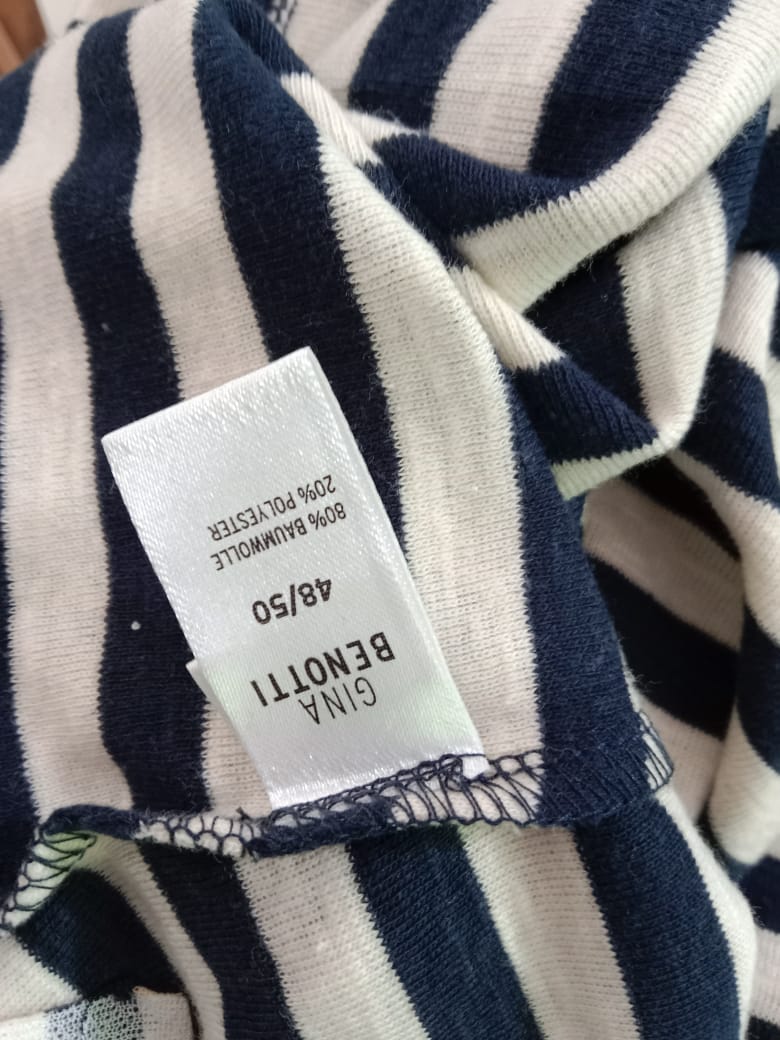 GINA
BENOTTI
48/50
80% BAUMWOLLE
20% POLYESTER